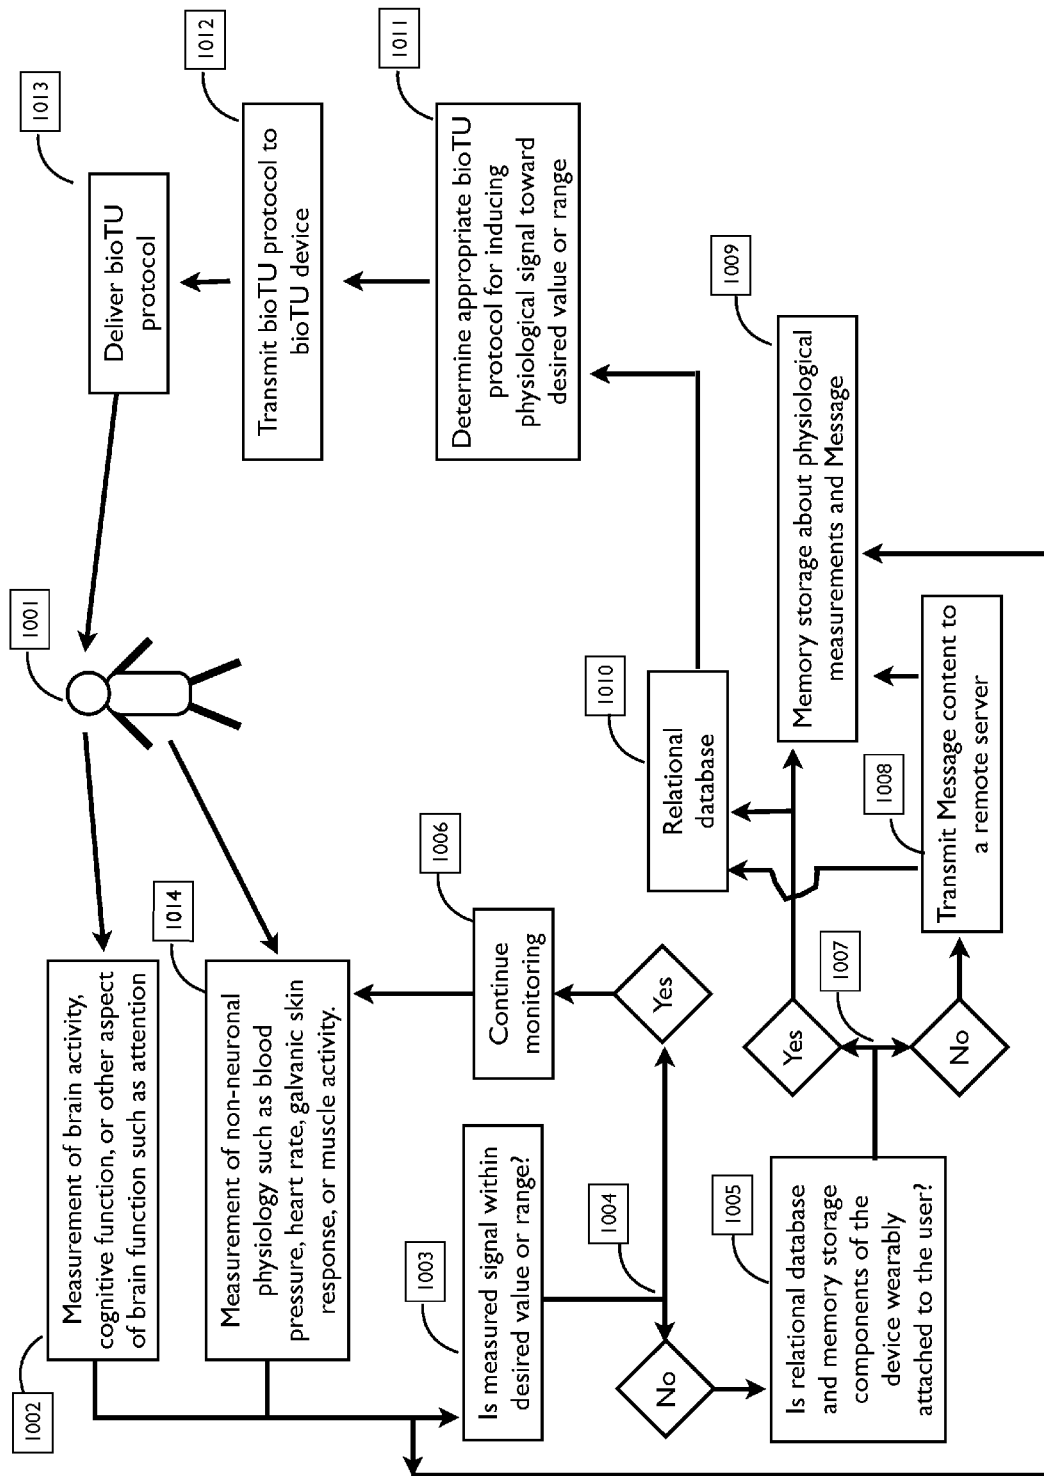 1002
Measurement of brain activity,
cognitive function, or other aspect
of brain function such as attention
1014
Measurement of non-neuronal
physiology such as blood
pressure, heart rate, galvanic skin
response, or muscle activity.
1001
1013
Deliver bioTU
protocol
1012
Transmit bioTU protocol to
bioTU device
1011
Determine appropriate bioTU
protocol for inducing
physiological signal toward
desired value or range
1003
Is measured signal within
desired value or range?
1006
Continue
monitoring
1004
Yes
No
1005
Is relational database
and memory storage
components of the
device wearably
attached to the user?
1007
Yes
No
1010
Relational
database
1008
Transmit Message content to
a remote server
1009
Memory storage about physiological
measurements and Message